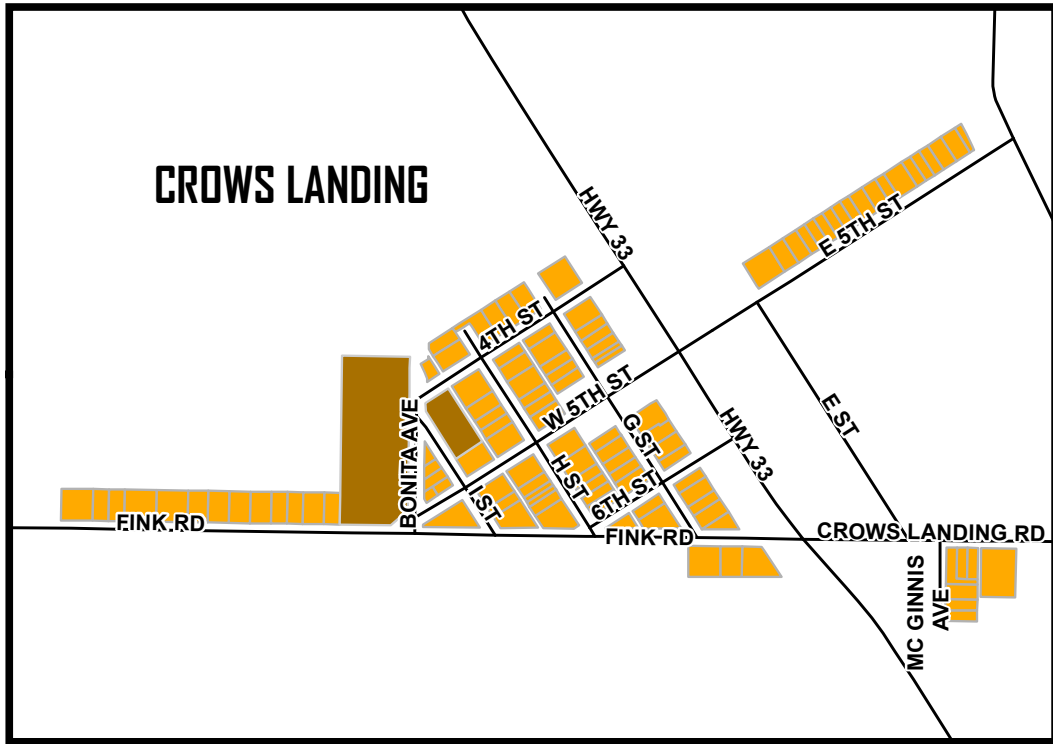 CROWS LANDING
HWY 33
E 5TH ST
4TH ST
W 5TH ST
BONITA AVE
E ST
G ST
HWY 33
H ST
I ST
6TH ST
FINK RD
FINK RD
CROWS LANDING RD
MC GINNIS
AVE